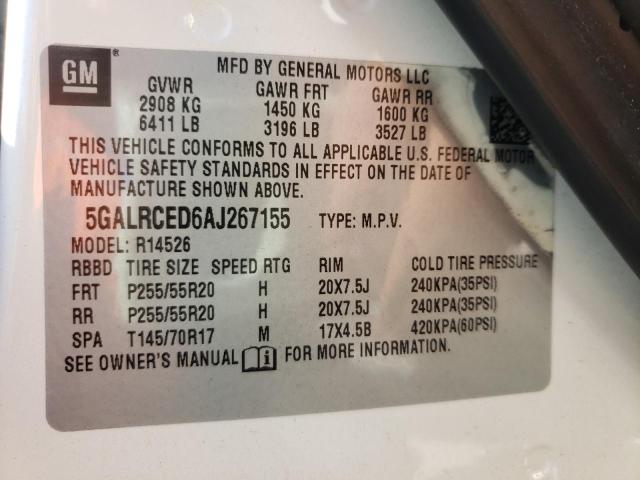 GM ®
MFD BY GENERAL MOTORS LLC
GVWR GAWR FRT GAWR RR
2908 KG 1450 KG 1600 KG
6411 LB 3196 LB 3527 LB
THIS VEHICLE CONFORMS TO ALL APPLICABLE U.S. FEDERAL MOTOR
VEHICLE SAFETY STANDARDS IN EFFECT ON THE DATE OF
MANUFACTURE SHOWN ABOVE.
5GALRCED6AJ267155 TYPE: M.P.V.
MODEL: R14526
RBBD TIRE SIZE SPEED RTG RIM COLD TIRE PRESSURE
FRT P255/55R20 H 20X7.5J 240KPA(35PSI)
RR P255/55R20 H 20X7.5J 240KPA(35PSI)
SPA T145/70R17 M 17X4.5B 420KPA(60PSI)
SEE OWNER'S MANUAL i FOR MORE INFORMATION.